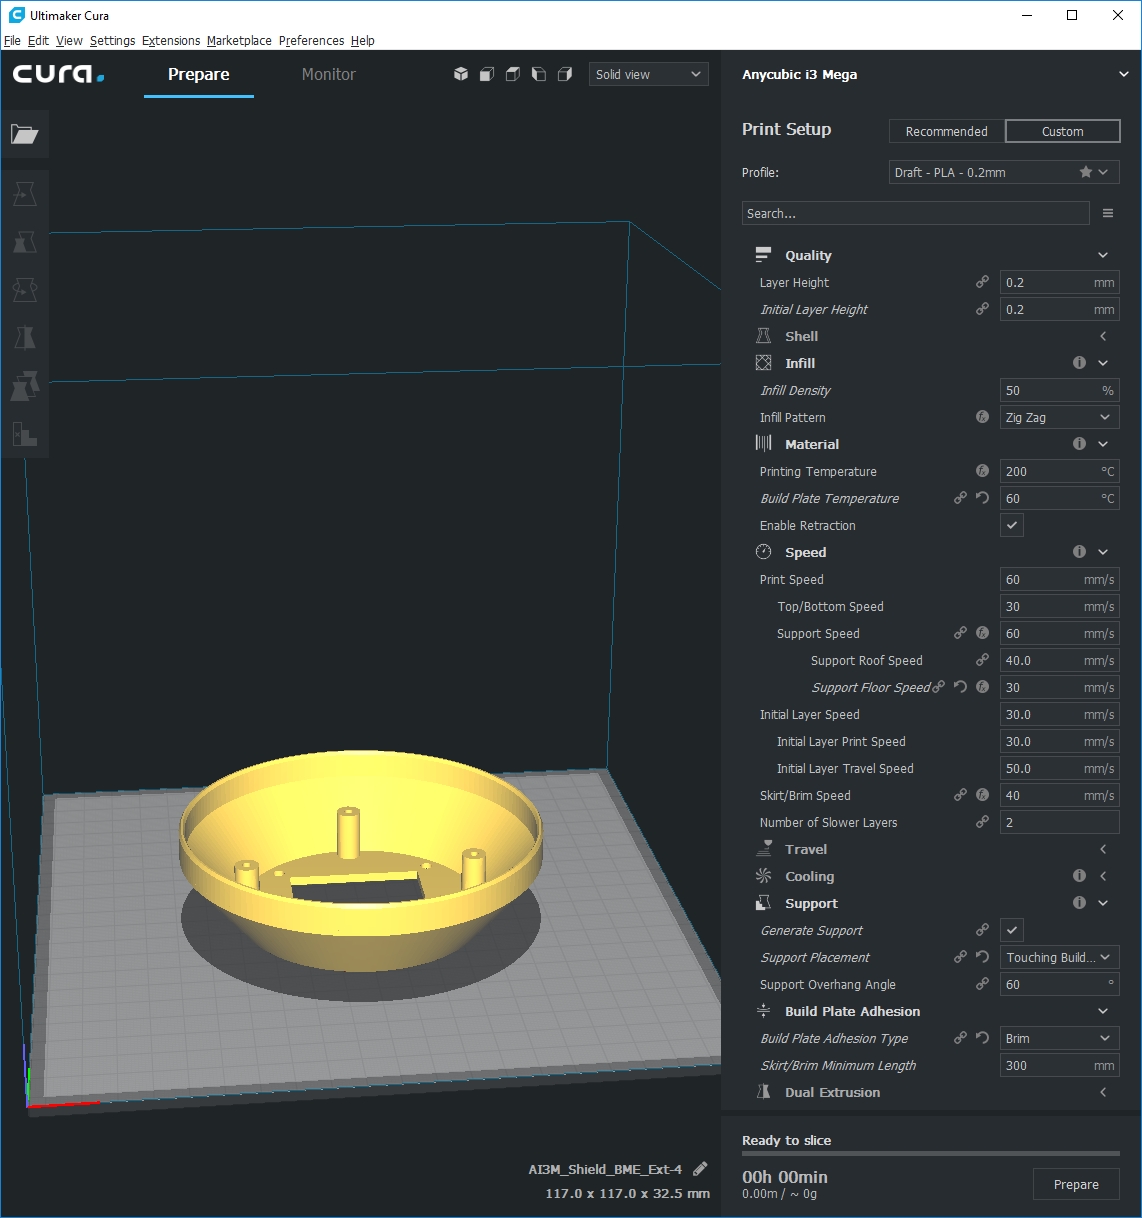 Ultimaker Cura
File Edit View Settings Extensions Marketplace Preferences Help
cura. Prepare Monitor Solid view
Anycubic i3 Mega
Print Setup Recommended Custom
Profile: Draft - PLA - 0.2mm
Search...
Quality
Layer Height 0.2 mm
Initial Layer Height 0.2 mm
Shell
Infill
Infill Density 50 %
Infill Pattern Zig Zag
Material
Printing Temperature 200 °C
Build Plate Temperature 60 °C
Enable Retraction
Speed
Print Speed 60 mm/s
Top/Bottom Speed 30 mm/s
Support Speed 60 mm/s
Support Roof Speed 40.0 mm/s
Support Floor Speed 30 mm/s
Initial Layer Speed 30.0 mm/s
Initial Layer Print Speed 30.0 mm/s
Initial Layer Travel Speed 50.0 mm/s
Skirt/Brim Speed 40 mm/s
Number of Slower Layers 2
Travel
Cooling
Support
Generate Support
Support Placement Touching Build...
Support Overhang Angle 60 °
Build Plate Adhesion
Build Plate Adhesion Type Brim
Skirt/Brim Minimum Length 300 mm
Dual Extrusion
Ready to slice
00h 00min
0.00m / ~ 0g
Prepare
AI3M_Shield_BME_Ext-4
117.0 x 117.0 x 32.5 mm